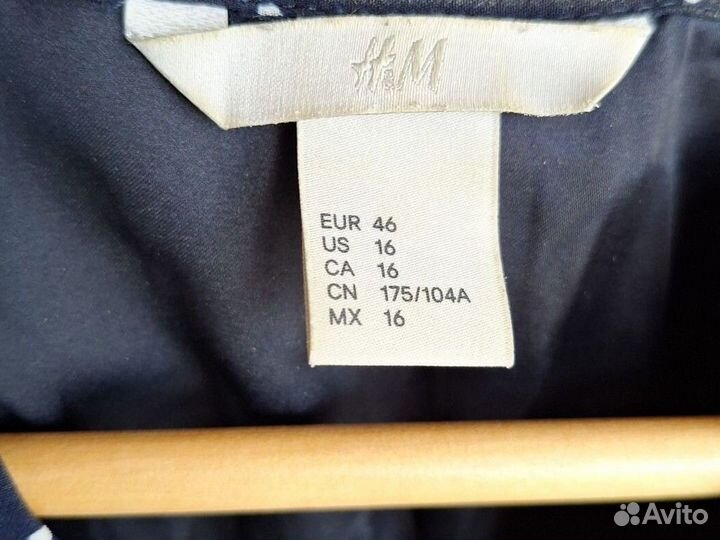 H&M
EUR 46
US 16
CA 16
CN 175/104A
MX 16
Avito